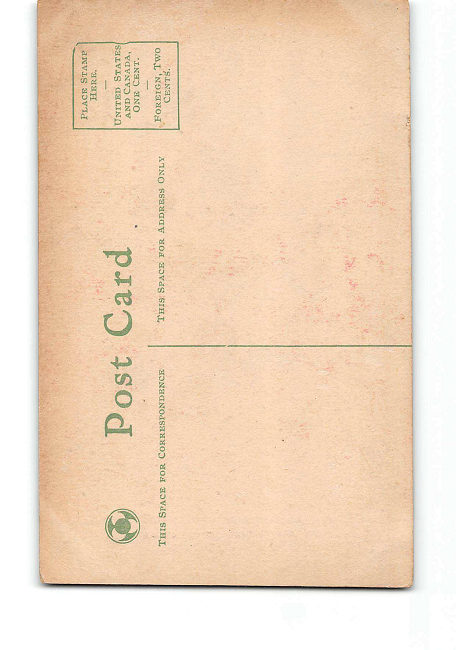 Post Card
THIS SPACE FOR CORRESPONDENCE
THIS SPACE FOR ADDRESS ONLY
PLACE STAMP
HERE.
UNITED STATES
AND CANADA,
ONE CENT.
FOREIGN, TWO
CENTS.